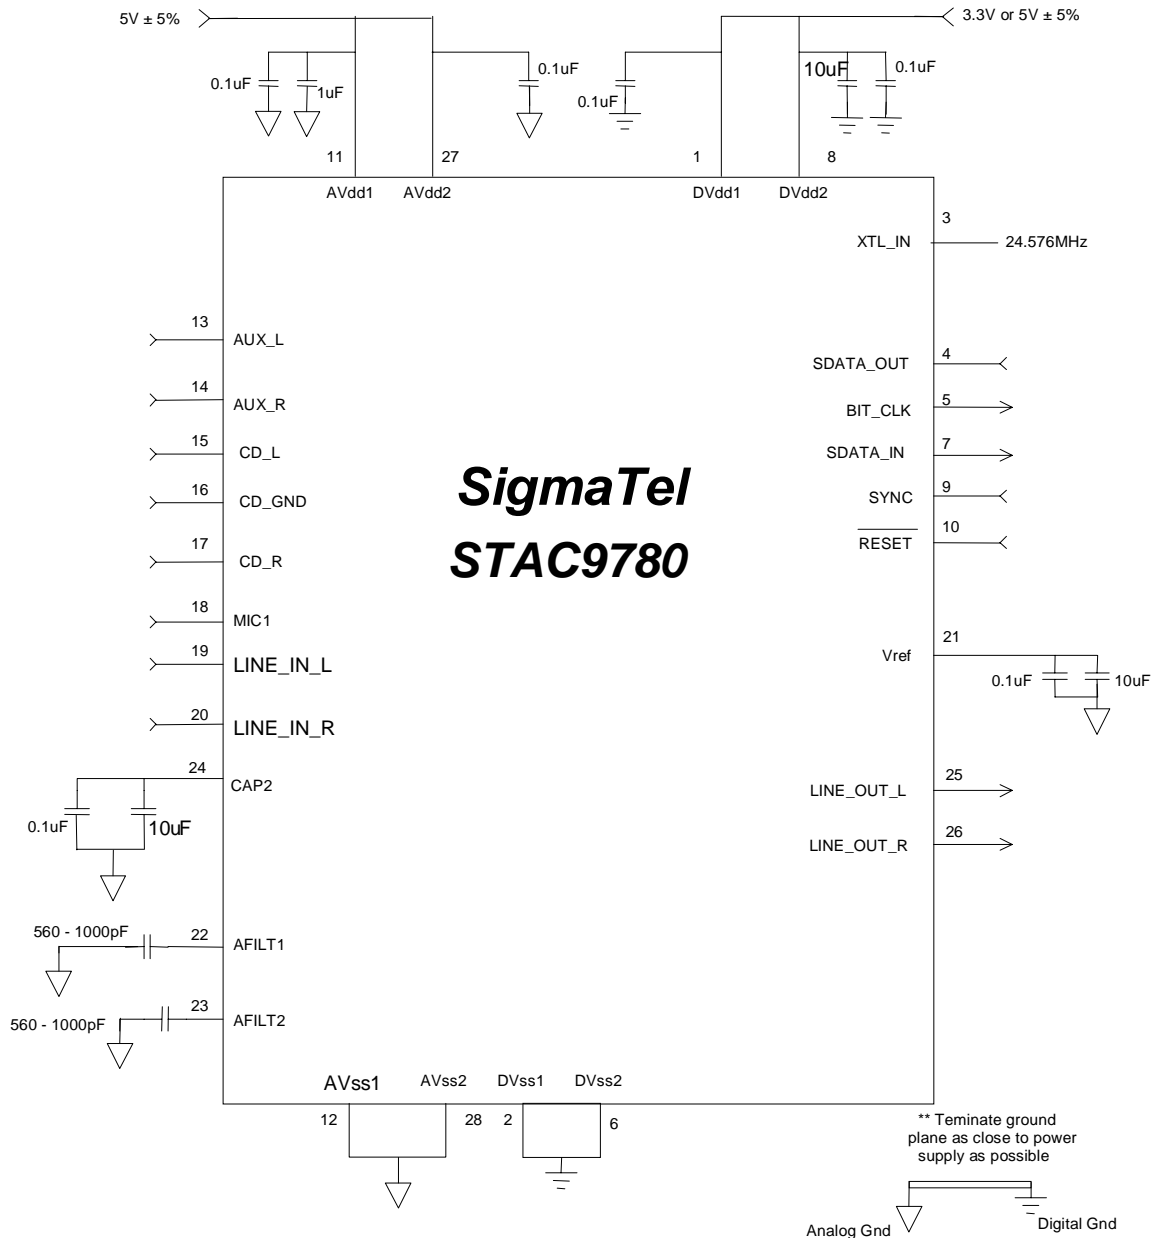 5V ± 5%
3.3V or 5V ± 5%
0.1uF
1uF
0.1uF
0.1uF
10uF
0.1uF
11
27
1
8
AVdd1
AVdd2
DVdd1
DVdd2
3
XTL_IN
24.576MHz
13
AUX_L
SDATA_OUT
4
14
AUX_R
BIT_CLK
5
15
CD_L
SDATA_IN
7
16
CD_GND
SYNC
9
17
CD_R
RESET
10
SigmaTel
STAC9780
18
MIC1
19
LINE_IN_L
Vref
21
0.1uF
10uF
20
LINE_IN_R
24
CAP2
0.1uF
10uF
LINE_OUT_L
25
LINE_OUT_R
26
560 - 1000pF
22
AFILT1
560 - 1000pF
23
AFILT2
AVss1
AVss2
DVss1
DVss2
12
28
2
6
** Teminate ground
plane as close to power
supply as possible
Analog Gnd
Digital Gnd